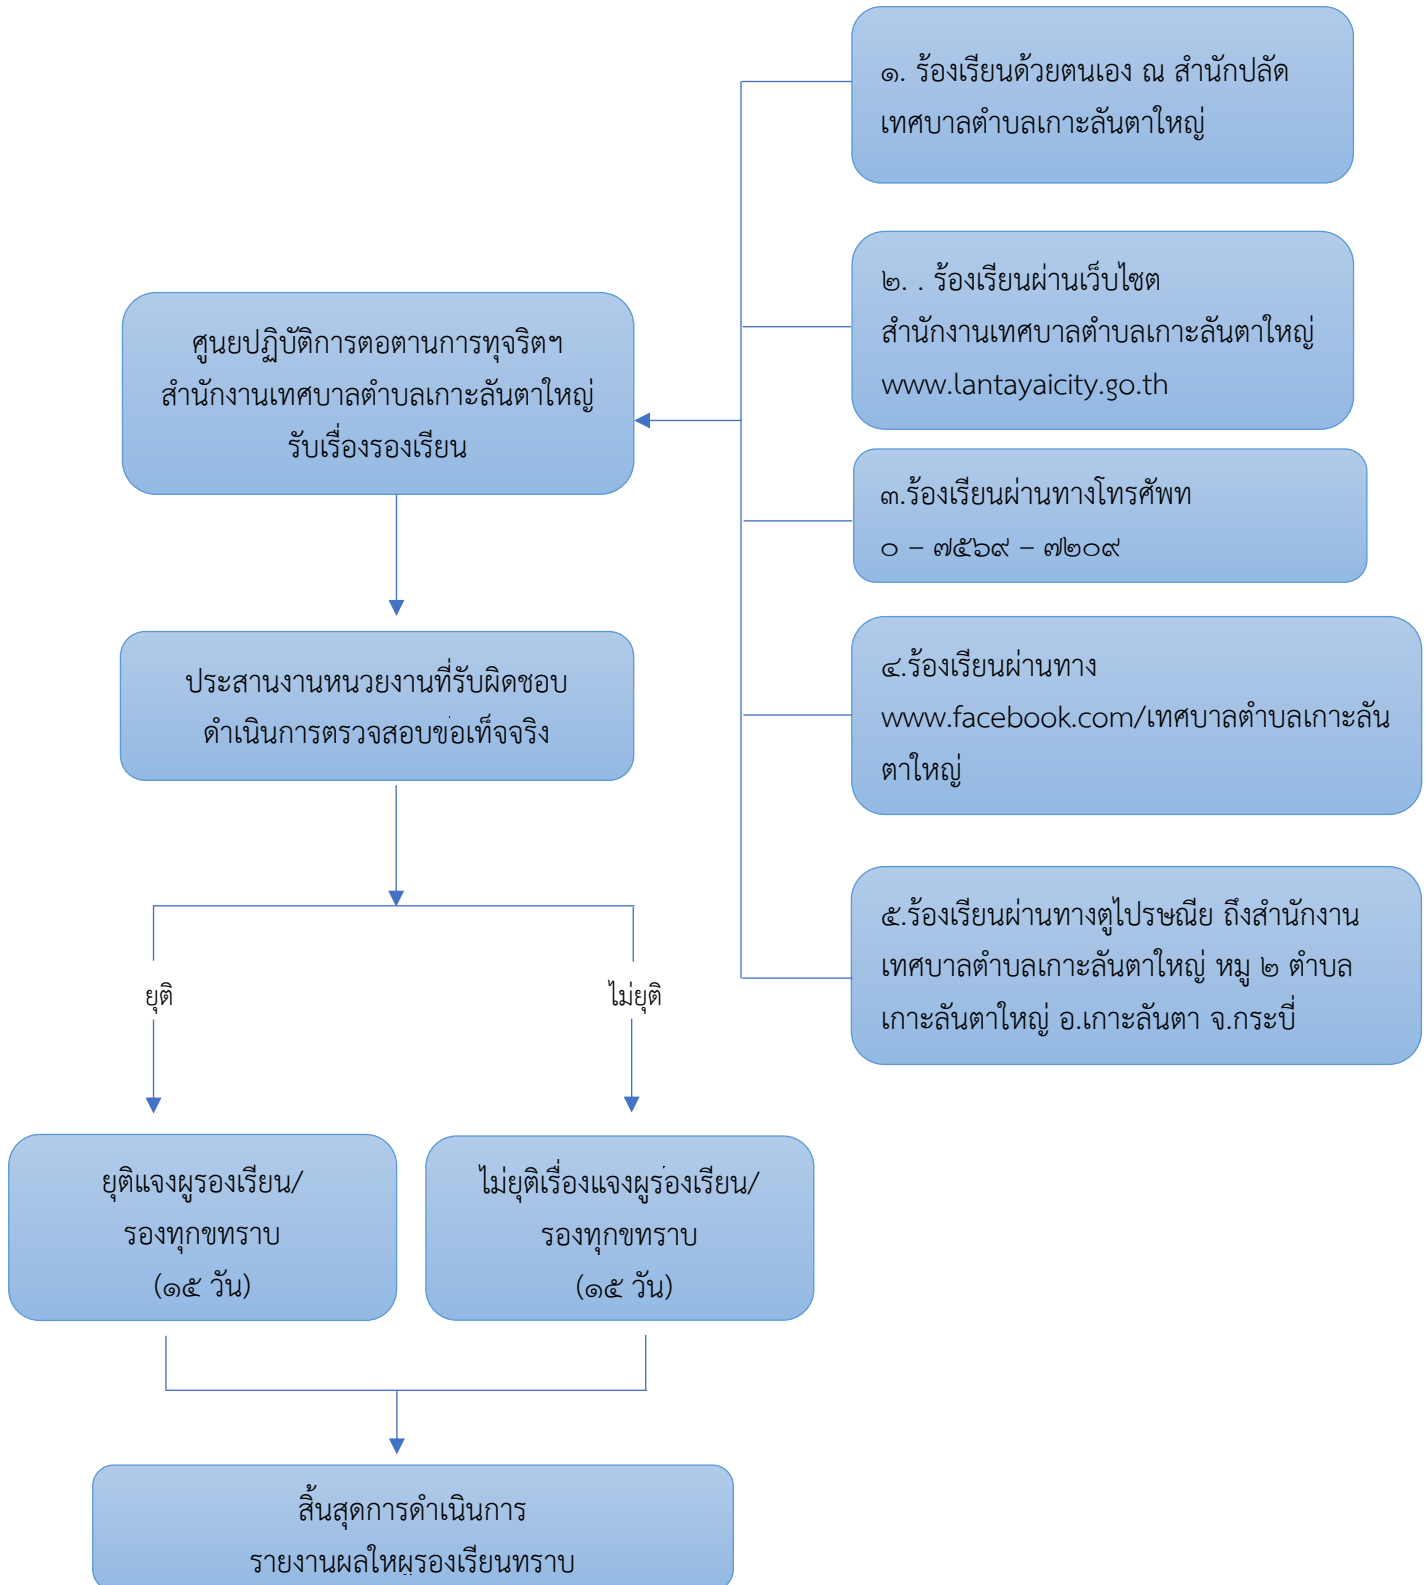 ๑. ร้องเรียนด้วยตนเอง ณ สำนักปลัด
เทศบาลตำบลเกาะลันตาใหญ่
๒. . ร้องเรียนผ่านเว็บไซต
สำนักงานเทศบาลตำบลเกาะลันตาใหญ่
www.lantayaicity.go.th
๓.ร้องเรียนผ่านทางโทรศัพท
๐ – ๗๕๖๙ – ๗๒๐๙
๔.ร้องเรียนผ่านทาง
www.facebook.com/เทศบาลตำบลเกาะลัน
ตาใหญ่
๕.ร้องเรียนผ่านทางตูไปรษณีย ถึงสำนักงาน
เทศบาลตำบลเกาะลันตาใหญ่ หมู ๒ ตำบล
เกาะลันตาใหญ่ อ.เกาะลันตา จ.กระบี่
ศูนยปฏิบัติการตอตานการทุจริตฯ
สำนักงานเทศบาลตำบลเกาะลันตาใหญ่
รับเรื่องรองเรียน
ประสานงานหนวยงานที่รับผิดชอบ
ดำเนินการตรวจสอบข่อเท็จจริง
ยุติ
ไม่ยุติ
ยุติแจงผูรองเรียน/
รองทุกขทราบ
(๑๕ วัน)
ไม่ยุติเรื่องแจงผูร่องเรียน/
รองทุกขทราบ
(๑๕ วัน)
สิ้นสุดการดำเนินการ
รายงานผลใหผูรองเรียนทราบ